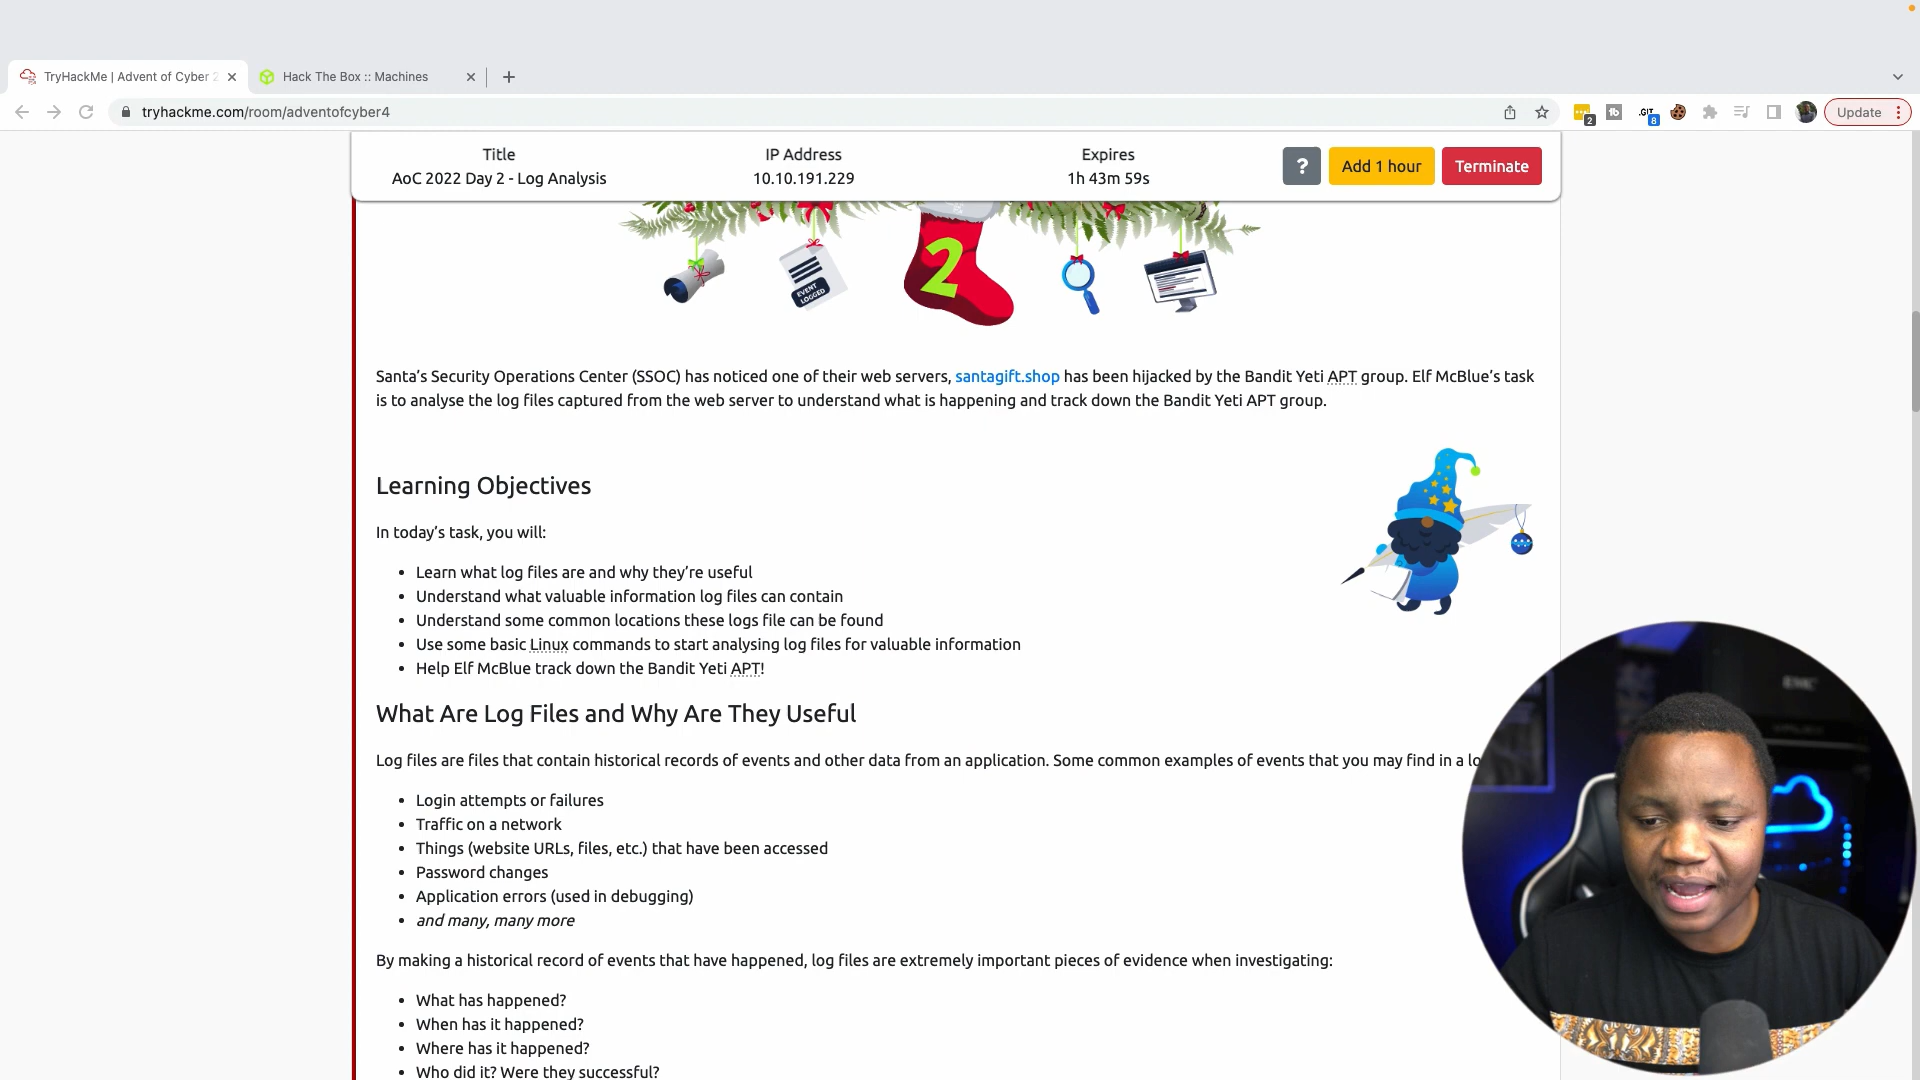 TryHackMe | Advent of Cyber 2
Hack The Box :: Machines
tryhackme.com/room/adventofcyber4
2
tb
.GIT
8
Update
Title
IP Address
Expires
AoC 2022 Day 2 - Log Analysis
10.10.191.229
1h 43m 59s
?
Add 1 hour
Terminate
EVENT LOGGED
2
Santa's Security Operations Center (SSOC) has noticed one of their web servers, santagift.shop has been hijacked by the Bandit Yeti APT group. Elf McBlue's task
is to analyse the log files captured from the web server to understand what is happening and track down the Bandit Yeti APT group.
Learning Objectives
In today's task, you will:
• Learn what log files are and why they're useful
• Understand what valuable information log files can contain
• Understand some common locations these logs file can be found
• Use some basic Linux commands to start analysing log files for valuable information
• Help Elf McBlue track down the Bandit Yeti APT!
What Are Log Files and Why Are They Useful
Log files are files that contain historical records of events and other data from an application. Some common examples of events that you may find in a lo
• Login attempts or failures
• Traffic on a network
• Things (website URLs, files, etc.) that have been accessed
• Password changes
• Application errors (used in debugging)
• and many, many more
By making a historical record of events that have happened, log files are extremely important pieces of evidence when investigating:
• What has happened?
• When has it happened?
• Where has it happened?
• Who did it? Were they successful?